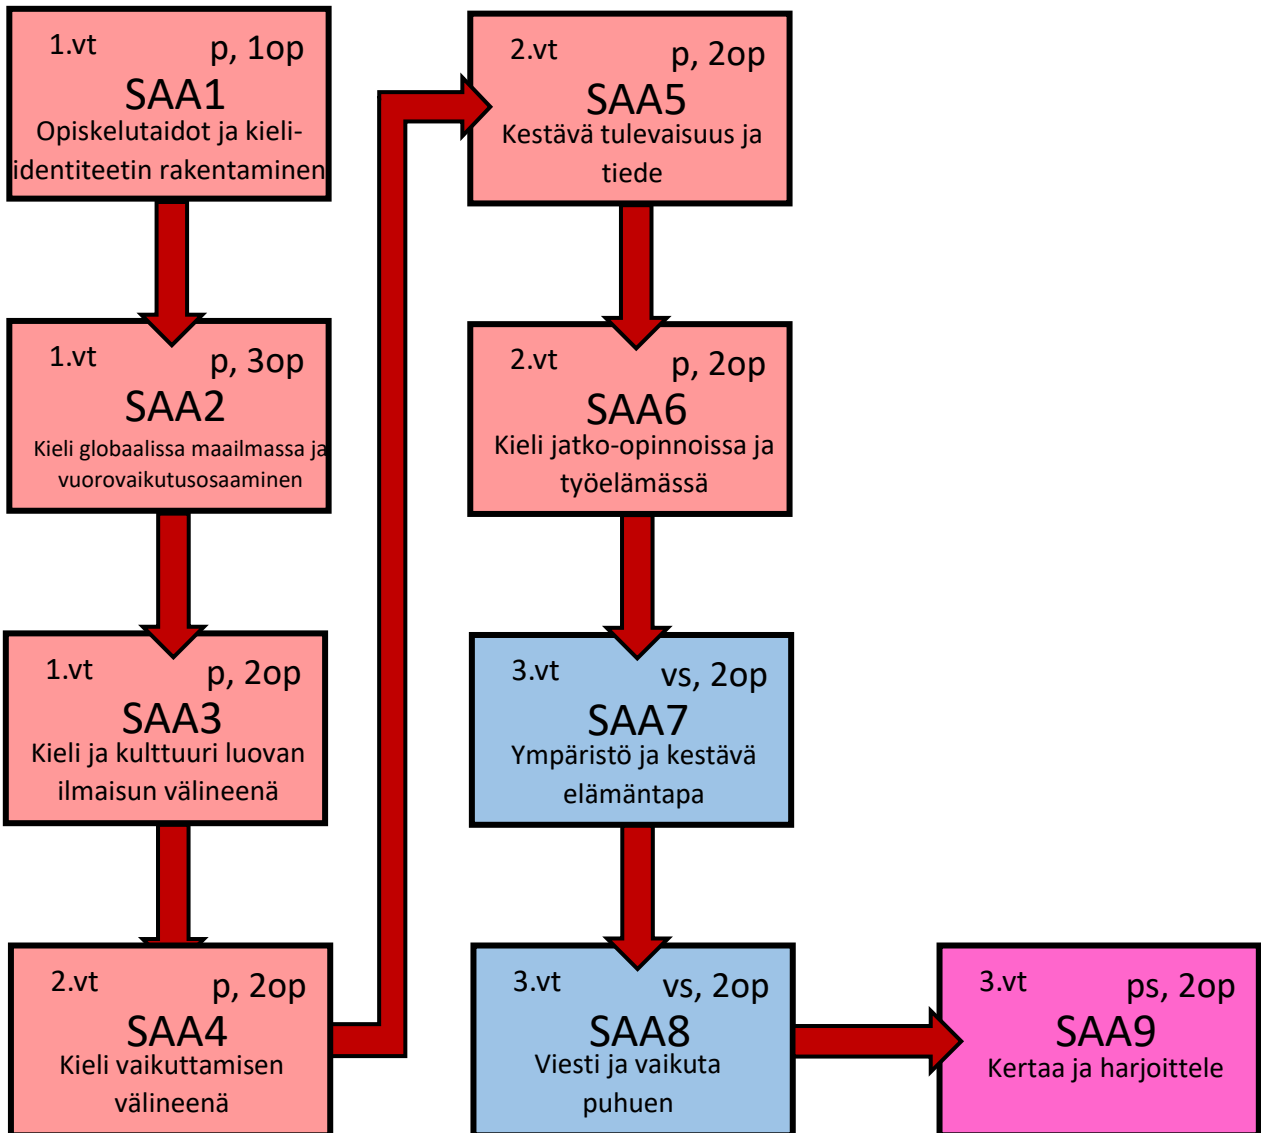 1.vt p, 1op
SAA1
Opiskelutaidot ja kieli-
identiteetin rakentaminen
1.vt p, 3op
SAA2
Kieli globaalissa maailmassa ja
vuorovaikutusosaaminen
1.vt p, 2op
SAA3
Kieli ja kulttuuri luovan
ilmaisun välineenä
2.vt p, 2op
SAA4
Kieli vaikuttamisen
välineenä
2.vt p, 2op
SAA5
Kestävä tulevaisuus ja
tiede
2.vt p, 2op
SAA6
Kieli jatko-opinnoissa ja
työelämässä
3.vt vs, 2op
SAA7
Ympäristö ja kestävä
elämäntapa
3.vt vs, 2op
SAA8
Viesti ja vaikuta
puhuen
3.vt ps, 2op
SAA9
Kertaa ja harjoittele